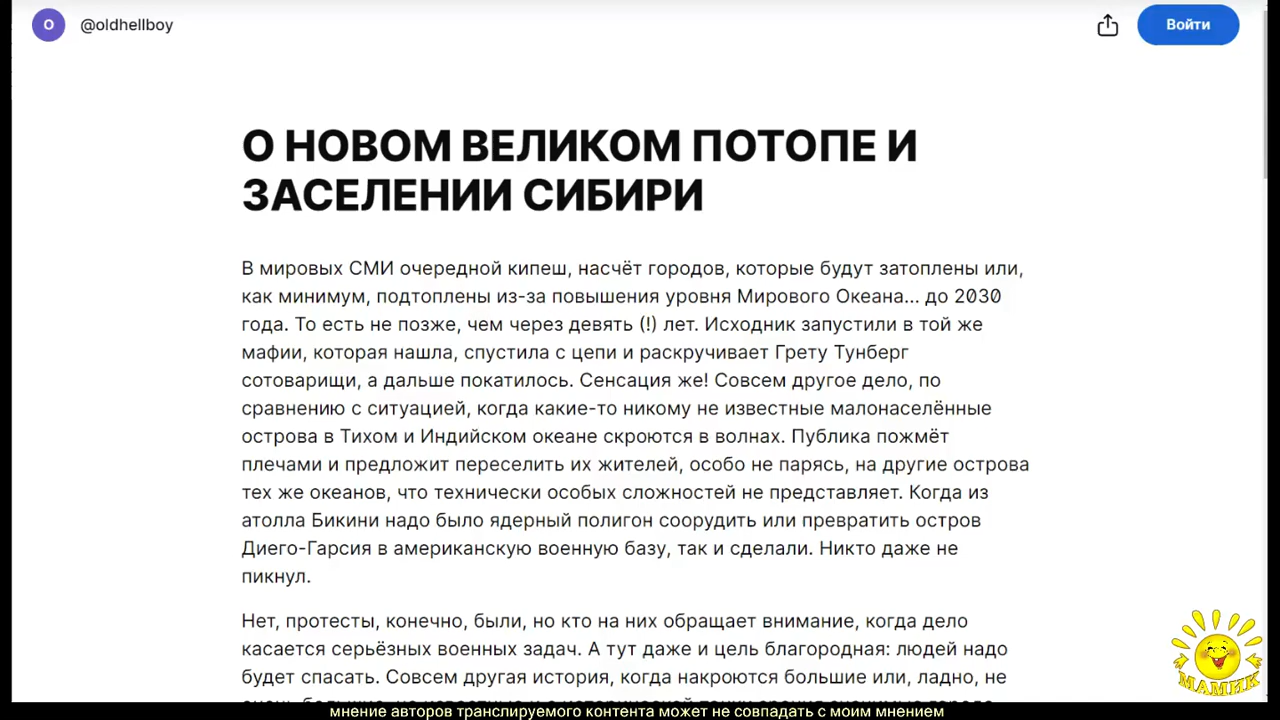 O
@oldhellboy
Войти
О НОВОМ ВЕЛИКОМ ПОТОПЕ И
ЗАСЕЛЕНИИ СИБИРИ
В мировых СМИ очередной кипеш, насчёт городов, которые будут затоплены или,
как минимум, подтоплены из-за повышения уровня Мирового Океана... до 2030
года. То есть не позже, чем через девять (!) лет. Исходник запустили в той же
мафии, которая нашла, спустила с цепи и раскручивает Грету Тунберг
сотоварищи, а дальше покатилось. Сенсация же! Совсем другое дело, по
сравнению с ситуацией, когда какие-то никому не известные малонаселённые
острова в Тихом и Индийском океане скроются в волнах. Публика пожмёт
плечами и предложит переселить их жителей, особо не парясь, на другие острова
тех же океанов, что технически особых сложностей не представляет. Когда из
атолла Бикини надо было ядерный полигон соорудить или превратить остров
Диего-Гарсия в американскую военную базу, так и сделали. Никто даже не
пикнул.
Нет, протесты, конечно, были, но кто на них обращает внимание, когда дело
касается серьёзных военных задач. А тут даже и цель благородная: людей надо
будет спасать. Совсем другая история, когда накроются большие или, ладно, не
МАМИК
мнение авторов транслируемого контента может не совпадать с моим мнением